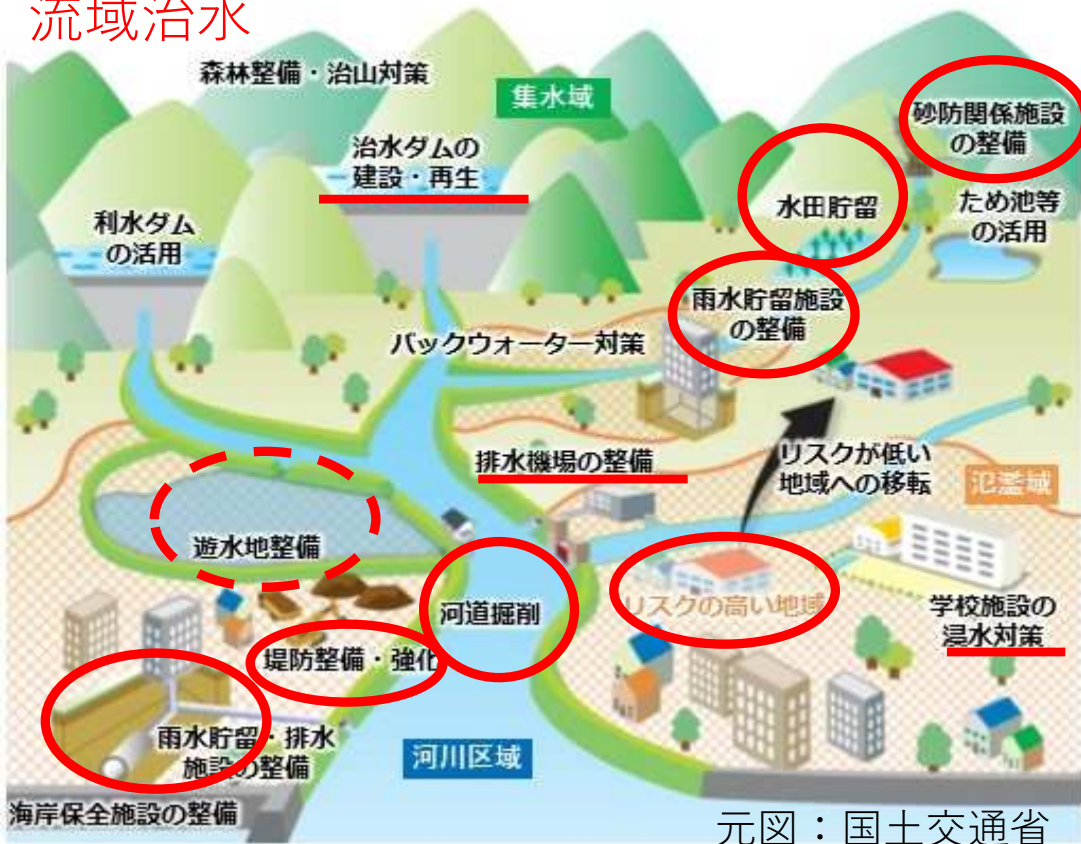 流域治水
森林整備・治山対策
集水域
砂防関係施設
の整備
治水ダムの
建設・再生
水田貯留
ため池等
の活用
利水ダム
の活用
雨水貯留施設
の整備
バックウォーター対策
排水機場の整備
リスクが低い
地域への移転
氾濫域
遊水地整備
河道掘削
リスクの高い地域
学校施設の
浸水対策
堤防整備・強化
雨水貯留・排水
施設の整備
河川区域
海岸保全施設の整備
元図：国土交通省